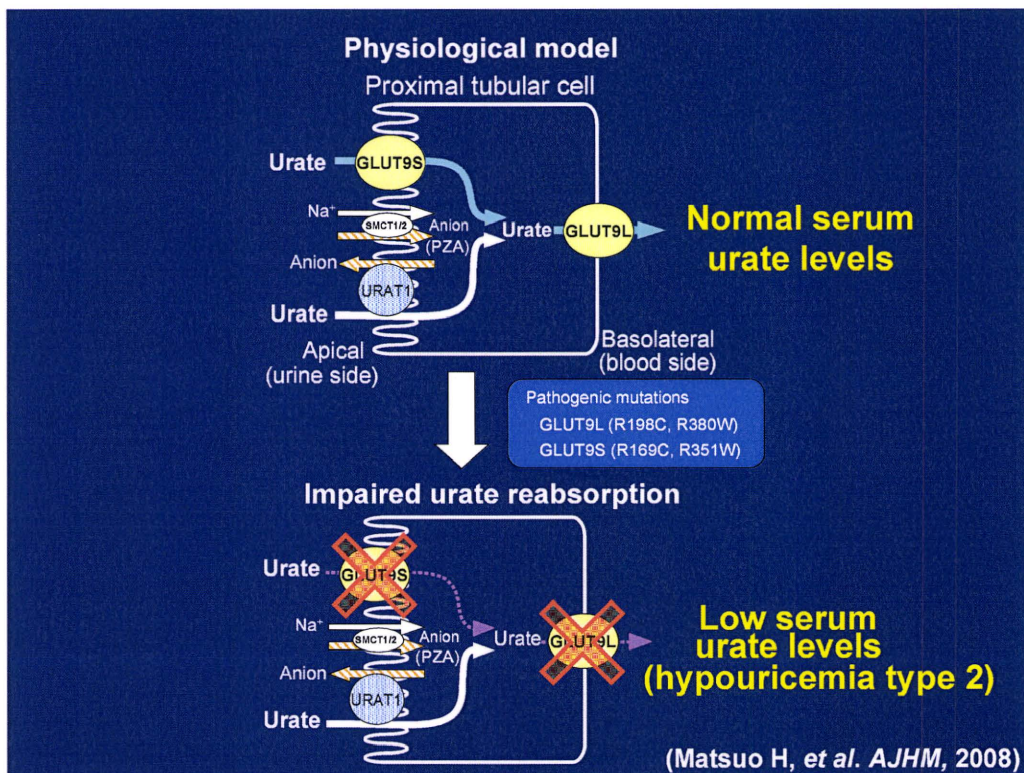 Physiological model
Proximal tubular cell
Urate
GLUT9S
Na⁺
SMCT1/2
Anion
(PZA)
Urate
GLUT9L
Normal serum
urate levels
Anion
URAT1
Urate
Apical
(urine side)
Basolateral
(blood side)
Pathogenic mutations
GLUT9L (R198C, R380W)
GLUT9S (R169C, R351W)
Impaired urate reabsorption
Urate
GLUT9S
Na⁺
SMCT1/2
Anion
(PZA)
Urate
GLUT9L
Low serum
urate levels
(hypouricemia type 2)
Anion
URAT1
Urate
(Matsuo H, et al. AJHM, 2008)